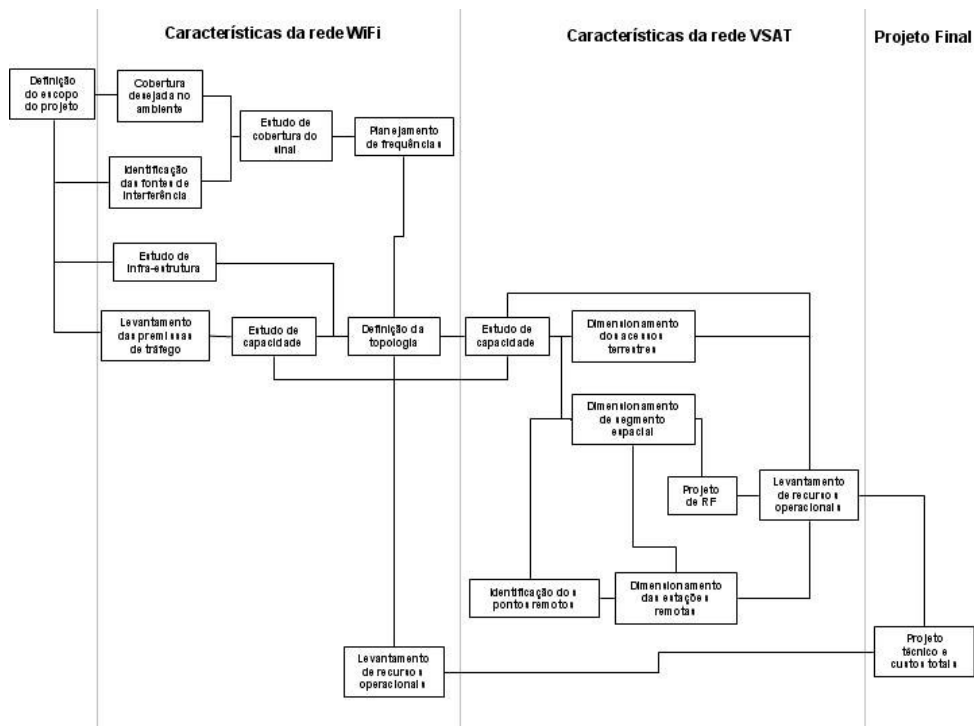 Características da rede WiFi
Características da rede VSAT
Projeto Final
Definição
do escopo
do projeto
Cobertura
desejada no
ambiente
Estudo de
cobertura do
sinal
Planejamento
de frequências
Identificação
das fontes de
interferência
Estudo de
infra-estrutura
Levantamento
das premissas
de tráfego
Estudo de
capacidade
Definição da
topologia
Estudo de
capacidade
Dimensionamento
dos acessos
terrestres
Dimensionamento
de segmento
espacial
Projeto
de RF
Levantamento
de recursos
operacionais
Identificação dos
pontos remotos
Dimensionamento
das estações
remotas
Levantamento
de recursos
operacionais
Projeto
técnico e
custos totais